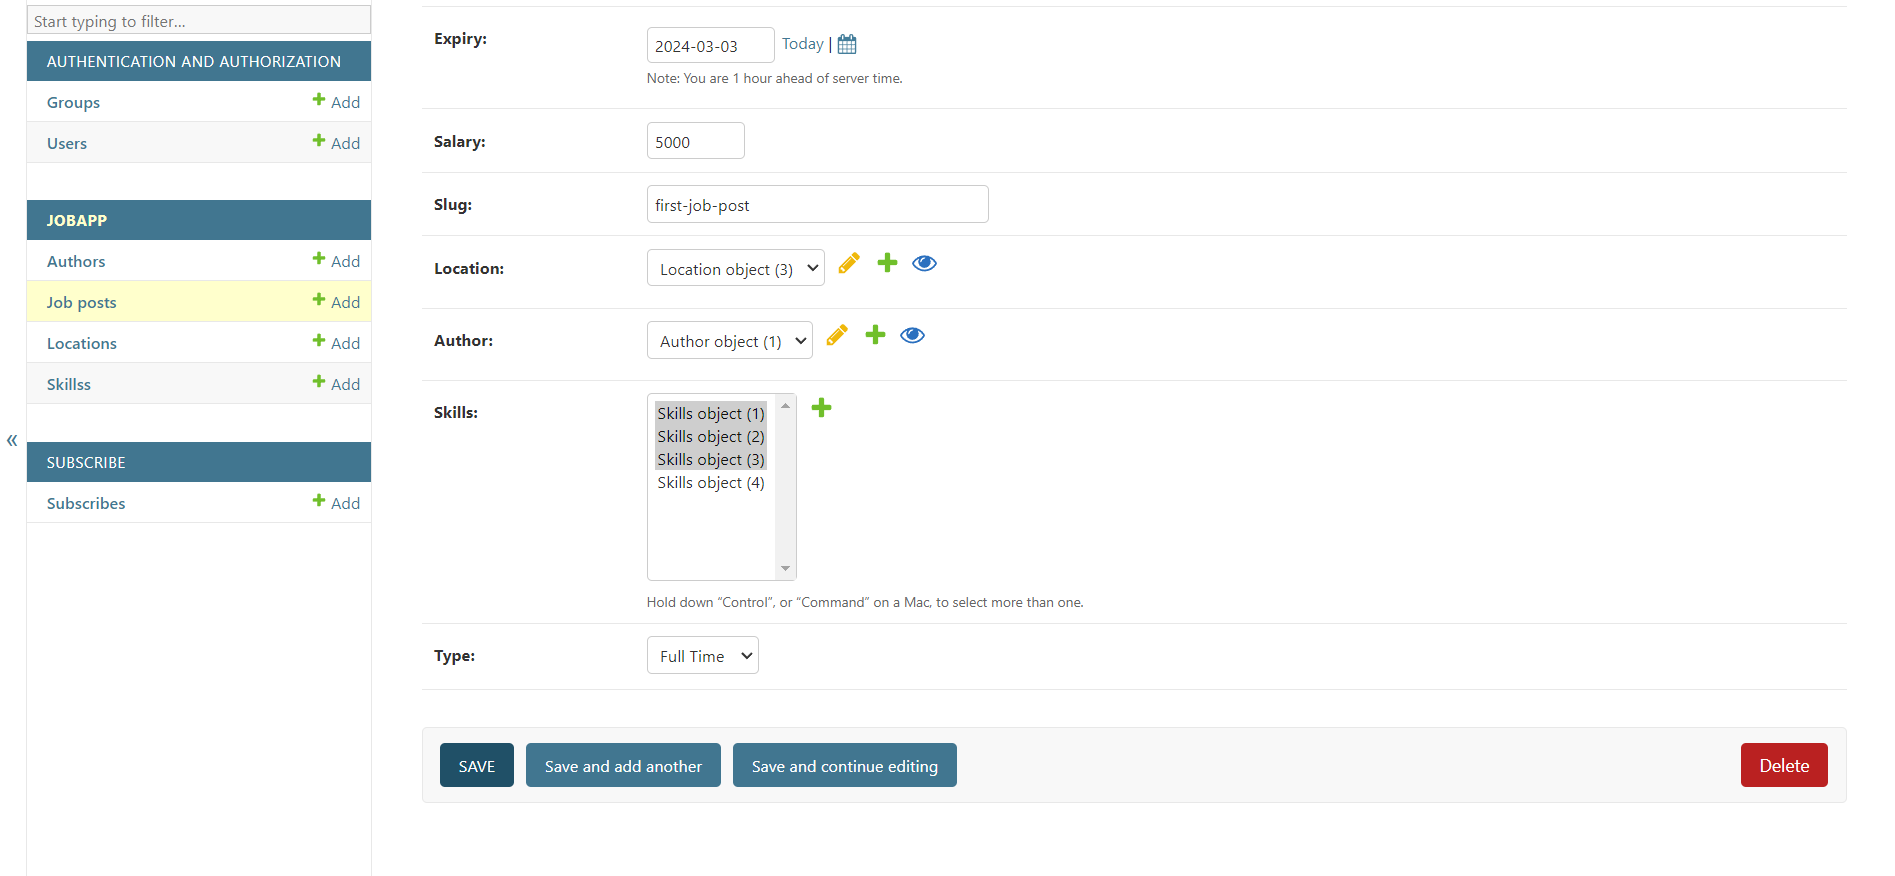 Start typing to filter...
AUTHENTICATION AND AUTHORIZATION
Groups Add
Users Add
JOBAPP
Authors Add
Job posts Add
Locations Add
Skillss Add
«
SUBSCRIBE
Subscribes Add
Expiry: 2024-03-03 Today |
Note: You are 1 hour ahead of server time.
Salary: 5000
Slug: first-job-post
Location: Location object (3)
Author: Author object (1)
Skills: Skills object (1)
Skills object (2)
Skills object (3)
Skills object (4)
Hold down “Control”, or “Command” on a Mac, to select more than one.
Type: Full Time
SAVE Save and add another Save and continue editing Delete